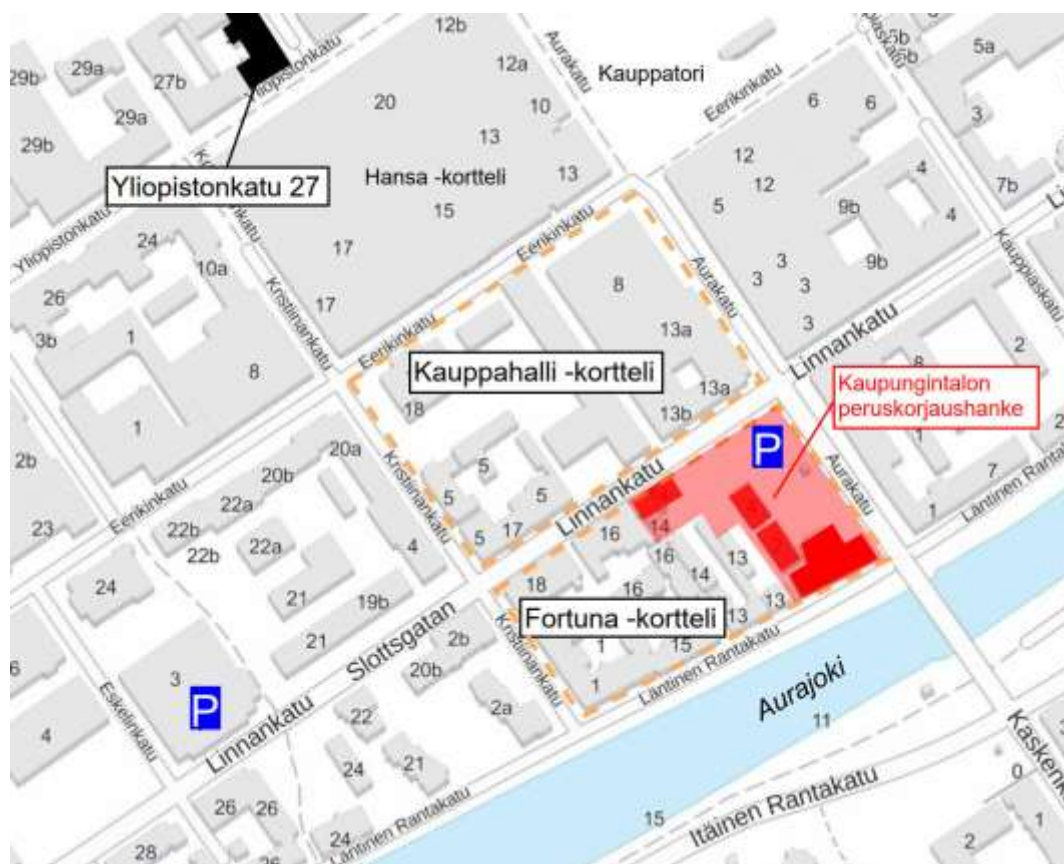 12b
29b
29a
27b
Yliopistonkatu
Aurakatu
Kauppatori
5b
5a
12a
20
10
Eerikinkatu
6
6
29a
3
29b
13
12
Yliopistonkatu 27
Hansa -kortteli
13
12
4
7b
15
5
9b
4
24
Eerikinkatu
Yliopistonkatu
17
10a
3
9b
Kauppiaskatu
26
Kristiinankatu
17
8
Aurakatu
3
3
3
3b
1
Eerikinkatu
13a
Linnankatu
8
2
8
Kauppahalli -kortteli
13a
Kaupungintalon
peruskorjaushanke
18
13b
P
1
20a
1
2b
20b
Kristiinankatu
5
Linnankatu
Aurakatu
7
Eerikinkatu
22a
5
5
1
Läntinen Rantakatu
23
22b
17
14
22b
22a
4
5
16
16
13
24
18
14
21
19b
16
13
Fortuna -kortteli
13
21
Slottsgatan
2b
1
15
Läntinen Rantakatu
3
20b
Kristiinankatu
1
Aurajoki
P
Eskelinkatu
Linnankatu
2a
11
4
22
21
24
Itäinen Rantakatu
0
26
26
24
Läntinen Rantakatu
15
1
28
2